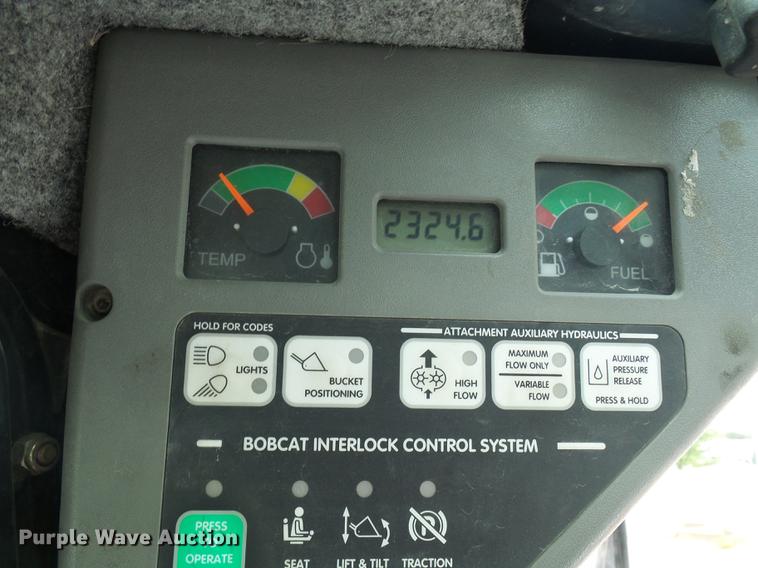 2324.6
TEMP
FUEL
HOLD FOR CODES
ATTACHMENT AUXILIARY HYDRAULICS
LIGHTS
BUCKET
POSITIONING
HIGH
FLOW
MAXIMUM
FLOW ONLY
VARIABLE
FLOW
AUXILIARY
PRESSURE
RELEASE
PRESS & HOLD
BOBCAT INTERLOCK CONTROL SYSTEM
PRESS
OPERATE
SEAT
LIFT & TILT
TRACTION
Purple Wave Auction